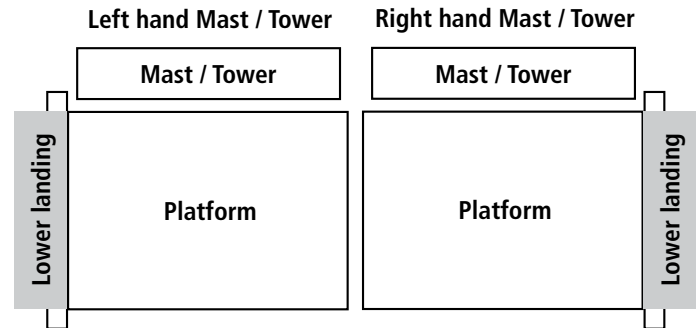 Left hand Mast / Tower
Right hand Mast / Tower
Mast / Tower
Mast / Tower
Lower landing
Platform
Platform
Lower landing